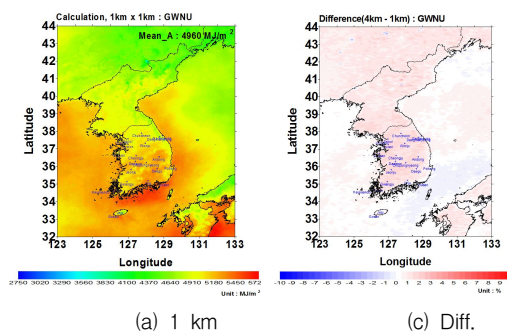 Calculation, 1km x 1km : GWNU
Mean_A : 4960 MJ/m²
44
43
42
41
40
39
38
37
36
35
34
33
32
Latitude
123 125 127 129 131 133
Longitude
2750 3020 3290 3560 3830 4100 4370 4640 4910 5180 5450 572
Unit : MJ/m²
(a) 1 km
Difference(4km - 1km) : GWNU
44
43
42
41
40
39
38
37
36
35
34
33
32
Latitude
123 125 127 129 131 133
Longitude
-10 -9 -8 -7 -6 -5 -4 -3 -2 -1 0 1 2 3 4 5 6 7 8 9
Unit : %
(c) Diff.